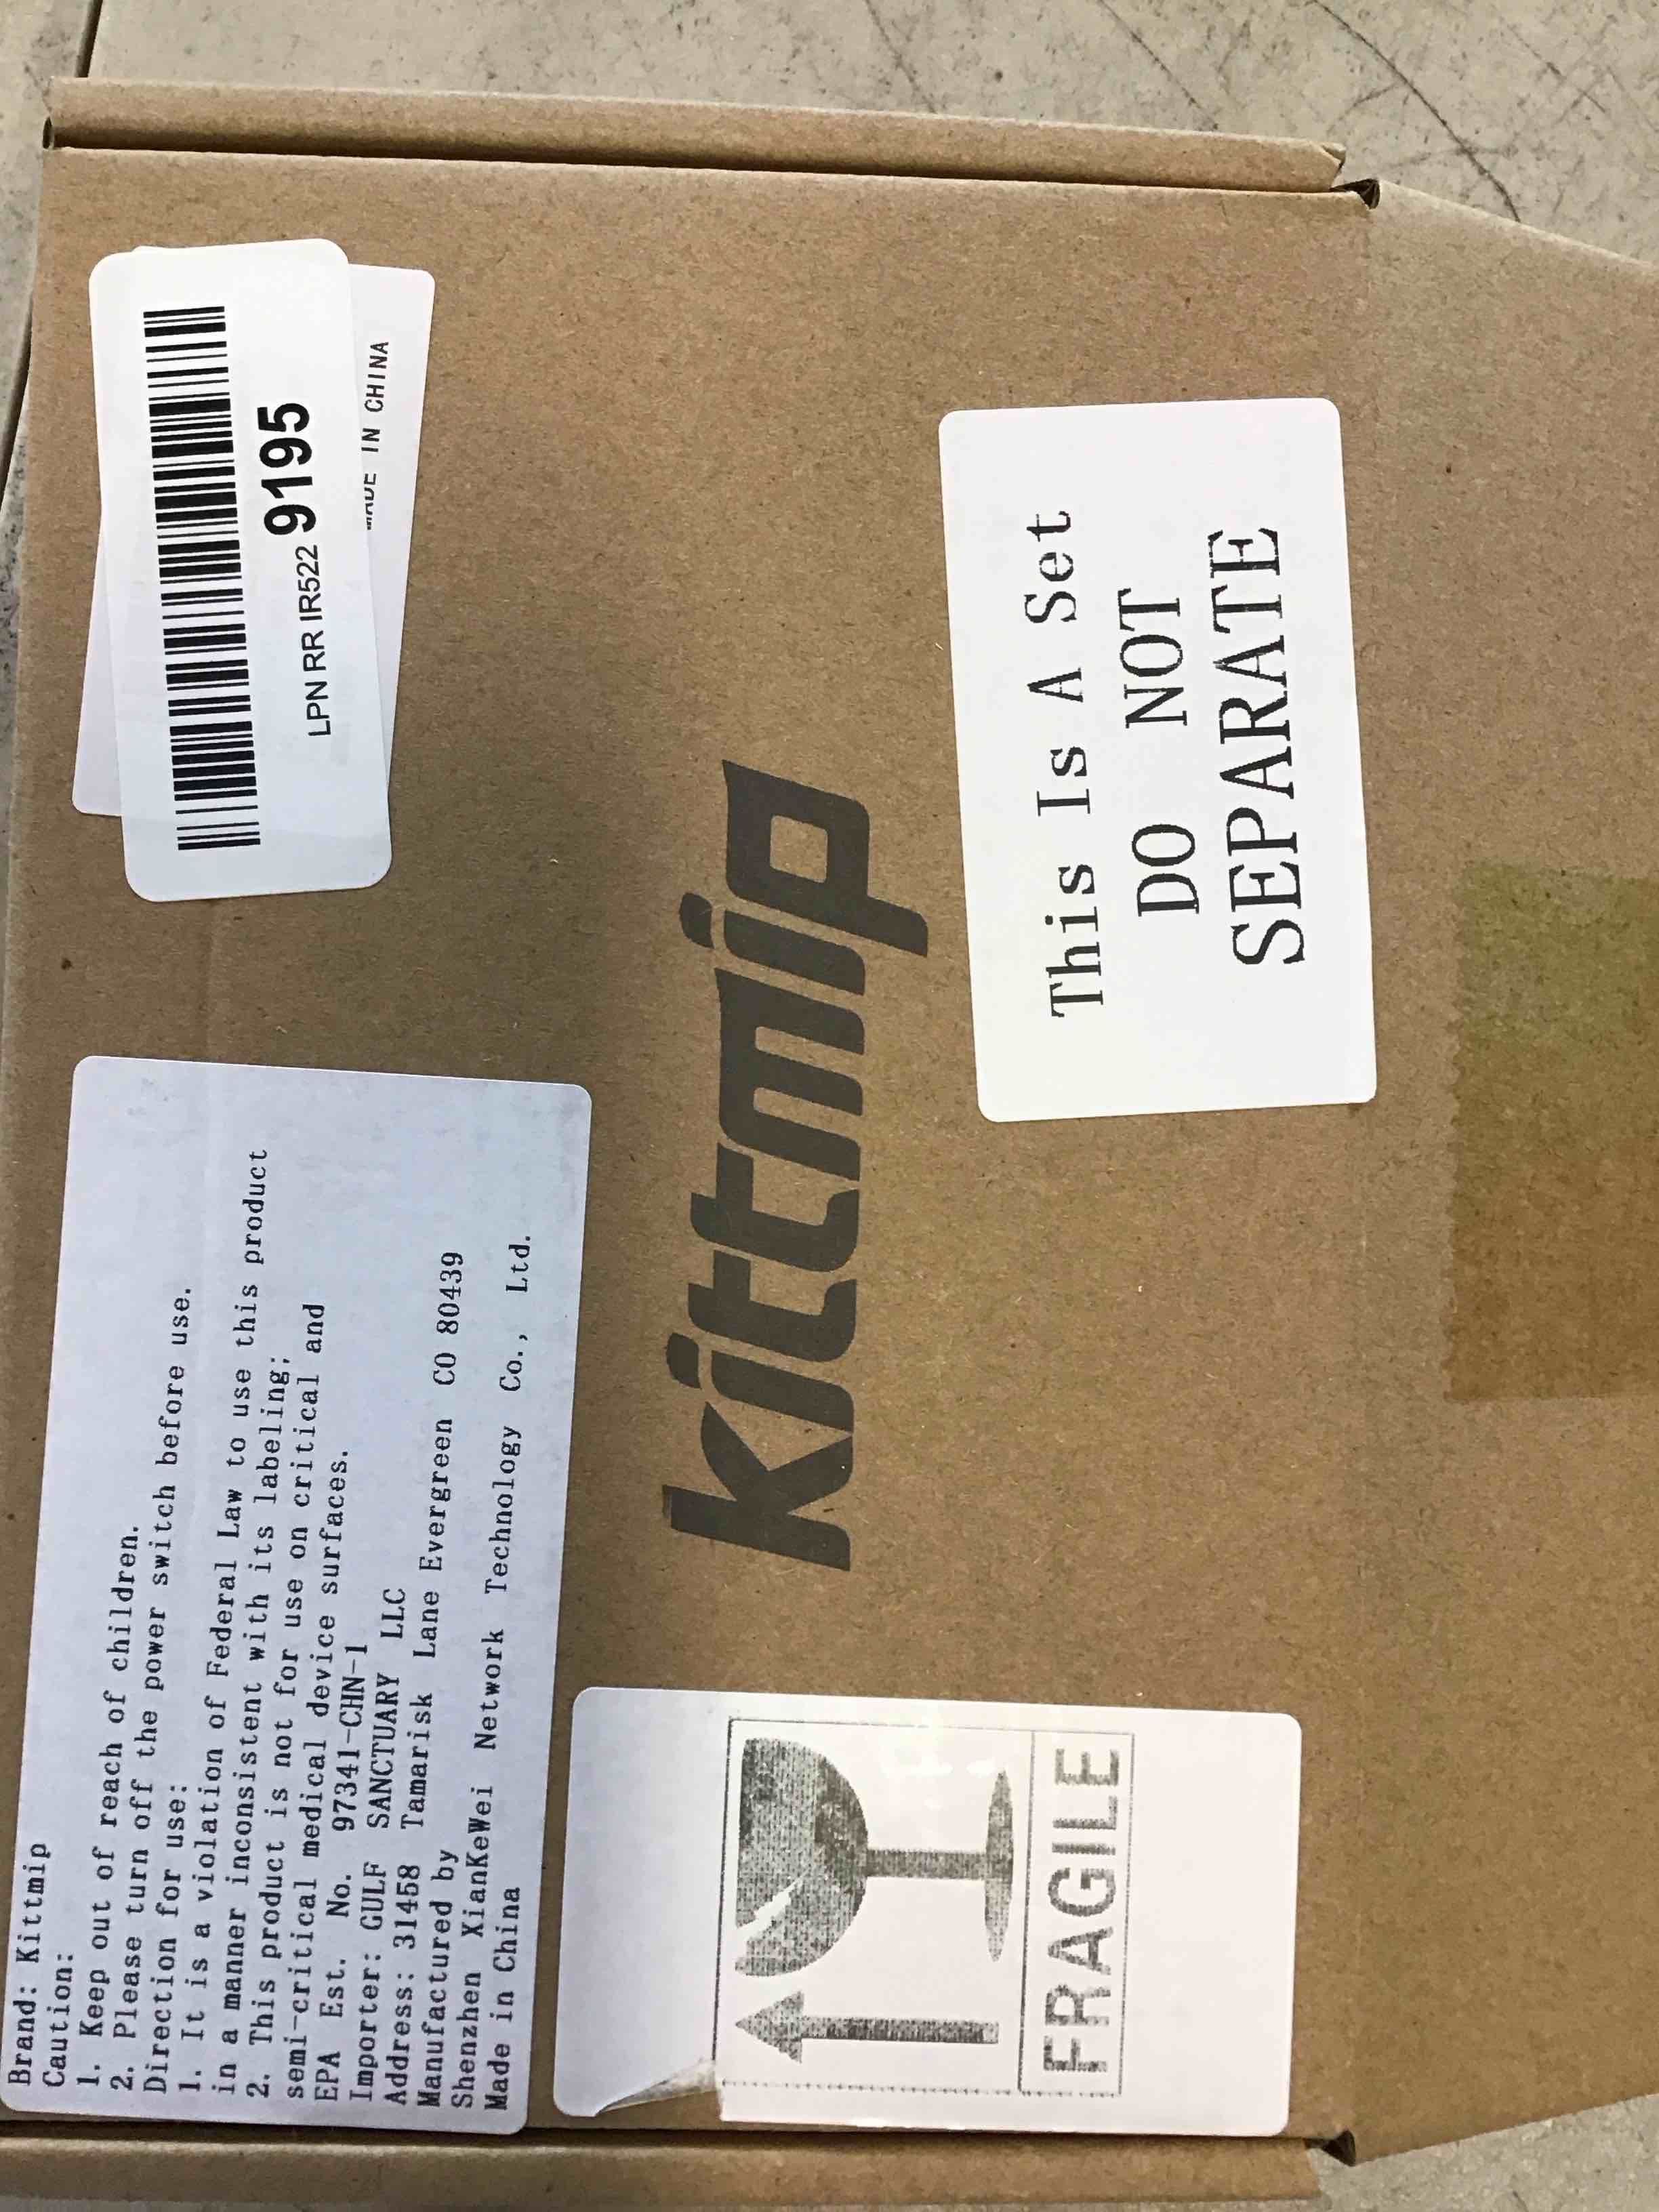 Brand: Kittmip
Caution:
1. Keep out of reach of children.
2. Please turn off the power switch before use.
Direction for use:
1. It is a violation of Federal Law to use this product
in a manner inconsistent with its labeling;
2. This product is not for use on critical and
semi-critical medical device surfaces.
EPA Est. No. 97341-CHN-1
Importer: GULF SANCTUARY LLC
Address: 31458 Tamarisk Lane Evergreen CO 80439
Manufactured by
Shenzhen XianKeWei Network Technology Co., Ltd.
Made in China
LPN RR IR522 9195
MADE IN CHINA
kittmip
FRAGILE
This Is A Set
DO NOT
SEPARATE